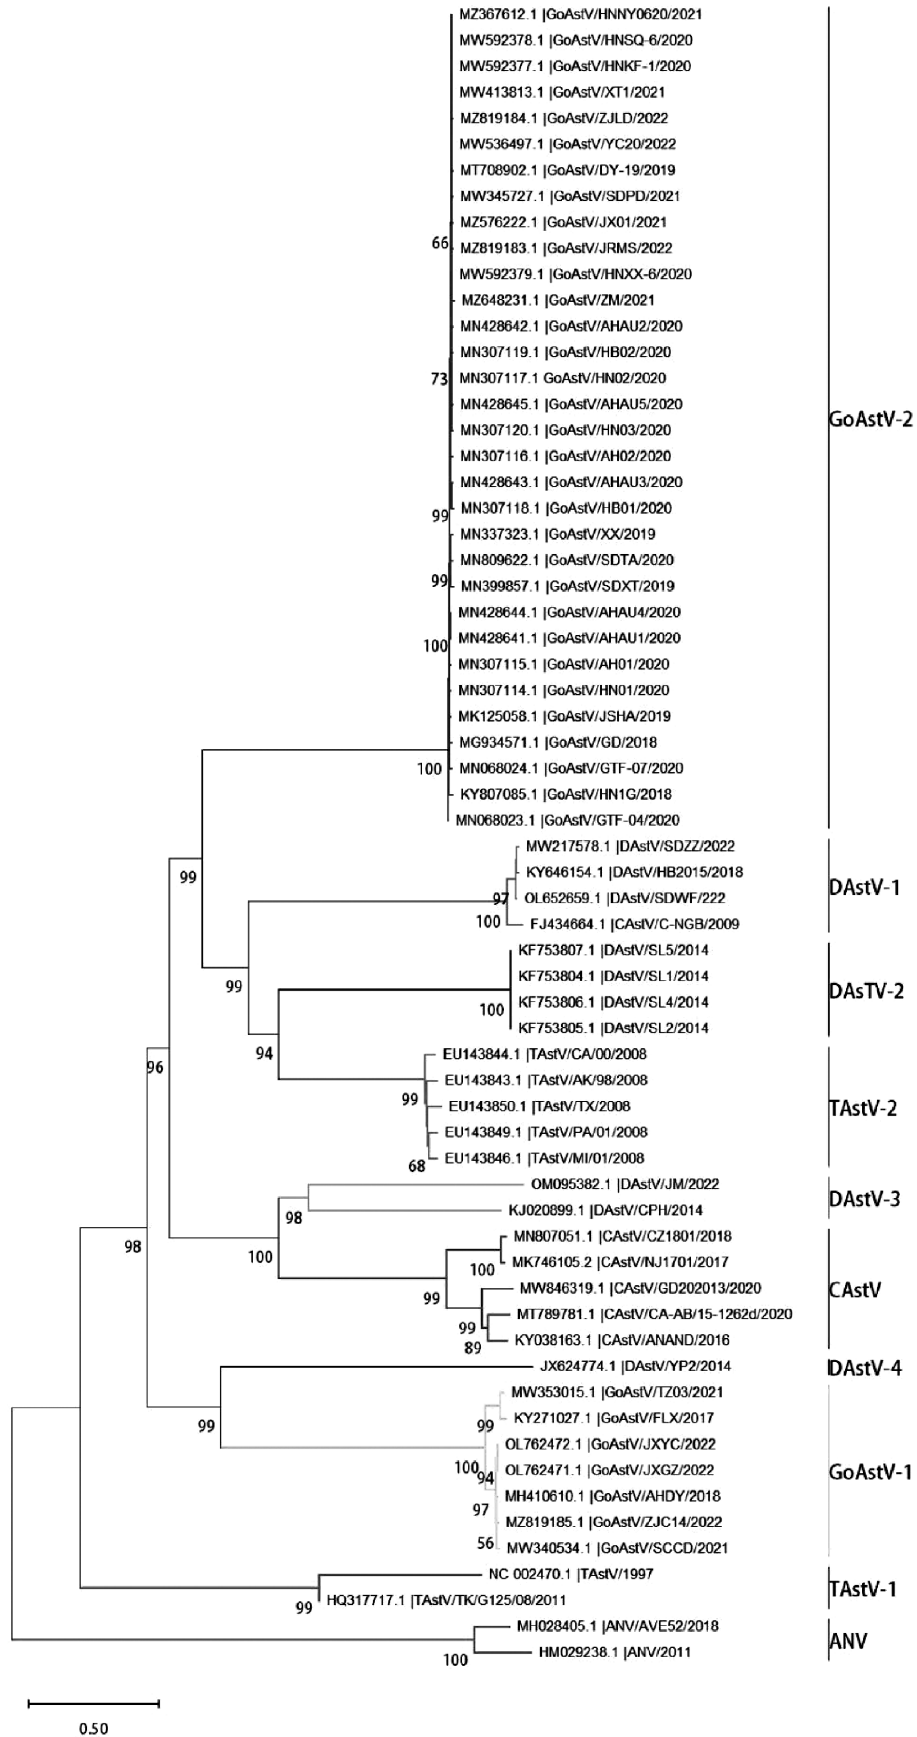 MZ367612.1 |GoAstV/HNNY0620/2021
MW592378.1 |GoAstV/HNSQ-6/2020
MW592377.1 |GoAstV/HNKF-1/2020
MW413813.1 |GoAstV/XT1/2021
MZ819184.1 |GoAstV/ZJLD/2022
MW536497.1 |GoAstV/YC20/2022
MT708902.1 |GoAstV/DY-19/2019
MW345727.1 |GoAstV/SDPD/2021
MZ576222.1 |GoAstV/JX01/2021
66
MZ819183.1 |GoAstV/JRMS/2022
MW592379.1 |GoAstV/HNXX-6/2020
MZ648231.1 |GoAstV/ZM/2021
MN428642.1 |GoAstV/AHAU2/2020
MN307119.1 |GoAstV/HB02/2020
73
MN307117.1 GoAstV/HN02/2020
MN428645.1 |GoAstV/AHAU5/2020
GoAstV-2
MN307120.1 |GoAstV/HN03/2020
MN307116.1 |GoAstV/AH02/2020
MN428643.1 |GoAstV/AHAU3/2020
MN307118.1 |GoAstV/HB01/2020
99
MN337323.1 |GoAstV/XX/2019
MN809622.1 |GoAstV/SDTA/2020
99
MN399857.1 |GoAstV/SDXT/2019
MN428644.1 |GoAstV/AHAU4/2020
MN428641.1 |GoAstV/AHAU1/2020
100
MN307115.1 |GoAstV/AH01/2020
MN307114.1 |GoAstV/HN01/2020
MK125058.1 |GoAstV/JSHA/2019
MG934571.1 |GoAstV/GD/2018
100
MN068024.1 |GoAstV/GTF-07/2020
KY807085.1 |GoAstV/HN1G/2018
MN068023.1 |GoAstV/GTF-04/2020
MW217578.1 |DAstV/SDZZ/2022
KY646154.1 |DAstV/HB2015/2018
99
DAstV-1
97
OL652659.1 |DAstV/SDWF/222
100
FJ434664.1 |CAstV/C-NGB/2009
KF753807.1 |DAstV/SL5/2014
KF753804.1 |DAstV/SL1/2014
99
DAsTV-2
KF753806.1 |DAstV/SL4/2014
100
KF753805.1 |DAstV/SL2/2014
94
EU143844.1 |TAstV/CA/00/2008
96
EU143843.1 |TAstV/AK/98/2008
99
EU143850.1 |TAstV/TX/2008
TAstV-2
EU143849.1 |TAstV/PA/01/2008
EU143846.1 |TAstV/MI/01/2008
68
OM095382.1 |DAstV/JM/2022
DAstV-3
KJ020899.1 |DAstV/CPH/2014
98
MN807051.1 |CAstV/CZ1801/2018
98
100
MK746105.2 |CAstV/NJ1701/2017
100
MW846319.1 |CAstV/GD202013/2020
CAstV
99
MT789781.1 |CAstV/CA-AB/15-1262d/2020
99
KY038163.1 |CAstV/ANAND/2016
89
JX624774.1 |DAstV/YP2/2014
DAstV-4
MW353015.1 |GoAstV/TZ03/2021
KY271027.1 |GoAstV/FLX/2017
99
99
OL762472.1 |GoAstV/JXYC/2022
100
OL762471.1 |GoAstV/JXGZ/2022
GoAstV-1
94
MH410610.1 |GoAstV/AHDY/2018
97
MZ819185.1 |GoAstV/ZJC14/2022
56
MW340534.1 |GoAstV/SCCD/2021
NC 002470.1 |TAstV/1997
TAstV-1
HQ317717.1 |TAstV/TK/G125/08/2011
99
MH028405.1 |ANV/AVE52/2018
ANV
HM029238.1 |ANV/2011
100
0.50